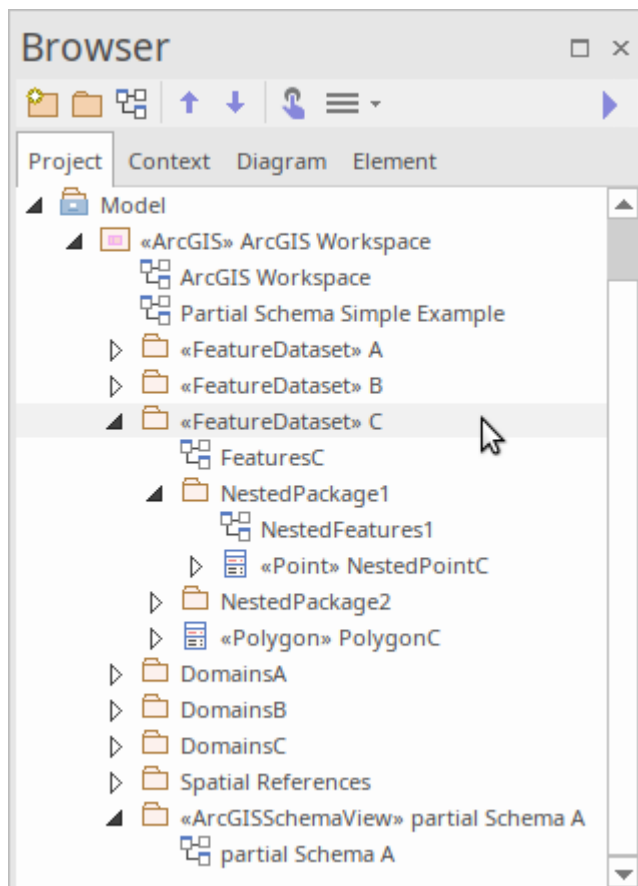 Browser
Project Context Diagram Element
Model
«ArcGIS» ArcGIS Workspace
ArcGIS Workspace
Partial Schema Simple Example
«FeatureDataset» A
«FeatureDataset» B
«FeatureDataset» C
FeaturesC
NestedPackage1
NestedFeatures1
«Point» NestedPointC
NestedPackage2
«Polygon» PolygonC
DomainsA
DomainsB
DomainsC
Spatial References
«ArcGISSchemaView» partial Schema A
partial Schema A